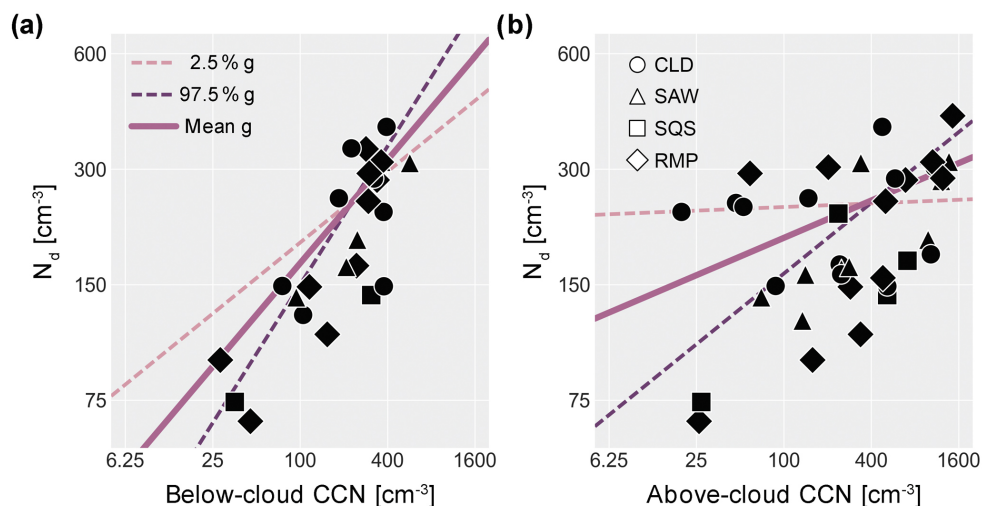 (a)
600
300
150
75
N_d [cm⁻³]
2.5 % g
97.5 % g
Mean g
6.25 25 100 400 1600
Below-cloud CCN [cm⁻³]
(b)
600
300
150
75
N_d [cm⁻³]
CLD
SAW
SQS
RMP
6.25 25 100 400 1600
Above-cloud CCN [cm⁻³]